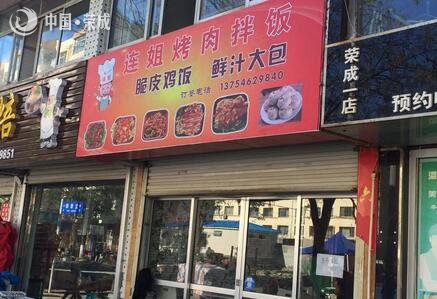 中国·荣成
连姐烤肉拌饭
脆皮鸡饭 鲜汁大包
订餐电话：13754629840
荣成一店
预约
9851